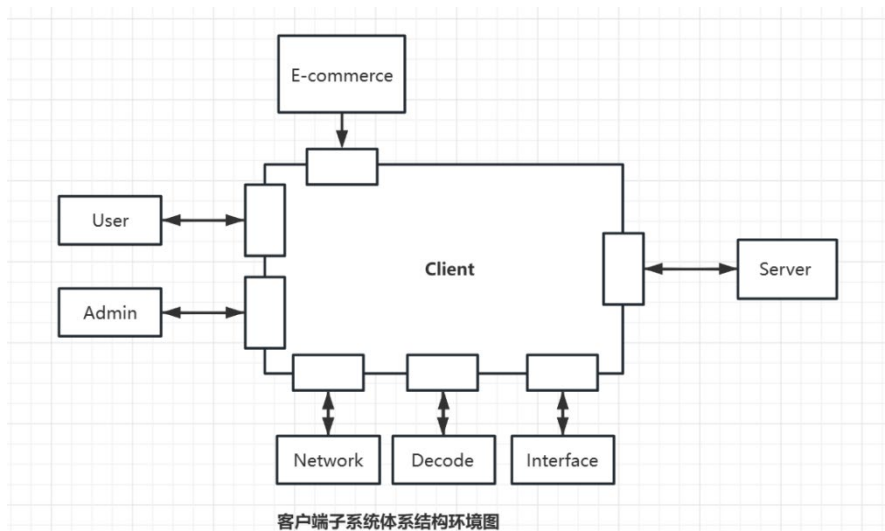 E-commerce
User
Client
Server
Admin
Network
Decode
Interface
客户端子系统体系结构环境图